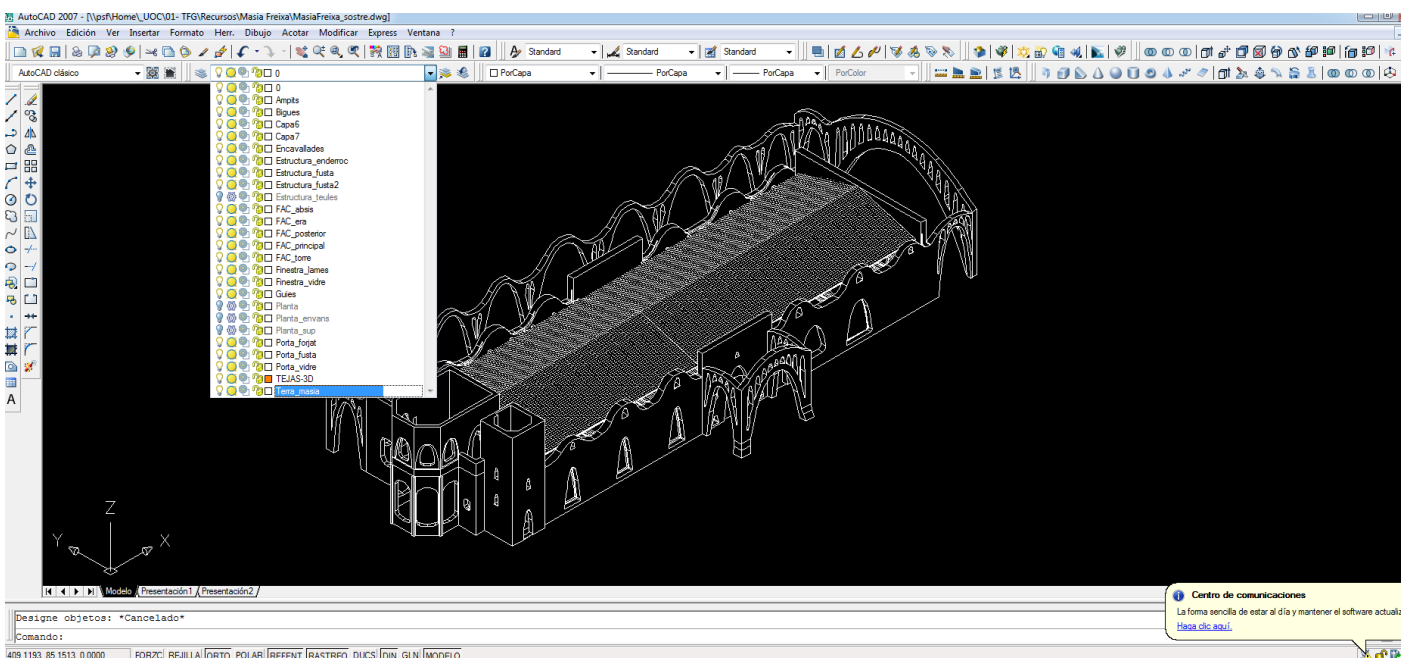 AutoCAD 2007 - [\\psf\Home\_UOC\01- TFG\Recursos\Masia Freixa\MasiaFreixa_sostre.dwg]
Archivo Edición Ver Insertar Formato Herr. Dibujo Acotar Modificar Express Ventana ?
Standard Standard Standard
AutoCAD clásico 0 PorCapa PorCapa PorCapa PorColor
0
Ampits
Bigues
Capa6
Capa7
Encavallades
Estructura_enderroc
Estructura_fusta
Estructura_fusta2
Estructura_teules
FAC_absis
FAC_era
FAC_posterior
FAC_principal
FAC_torre
Finestra_lames
Finestra_vidre
Guies
Planta
Planta_envans
Planta_sup
Porta_forjat
Porta_fusta
Porta_vidre
TEJAS-3D
Terra_masia
A
Z
Y X
Modelo Presentación1 Presentación2
Centro de comunicaciones
La forma sencilla de estar al día y mantener el software actualiz
Haga clic aquí.
Designe objetos: *Cancelado*
Comando:
409.1193, 85.1513, 0.0000 FORZC REJILLA ORTO POLAR REFENT RASTREO DUCS DIN GLN MODELO